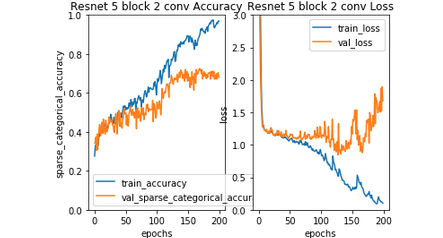 Resnet 5 block 2 conv Accuracy
Resnet 5 block 2 conv Loss
sparse_categorical_accuracy
1.0
0.8
0.6
0.4
0.2
0.0
train_accuracy
val_sparse_categorical_accur
0 50 100 150 200
epochs
loss
3.0
2.5
2.0
1.5
1.0
0.5
0.0
train_loss
val_loss
0 50 100 150 200
epochs